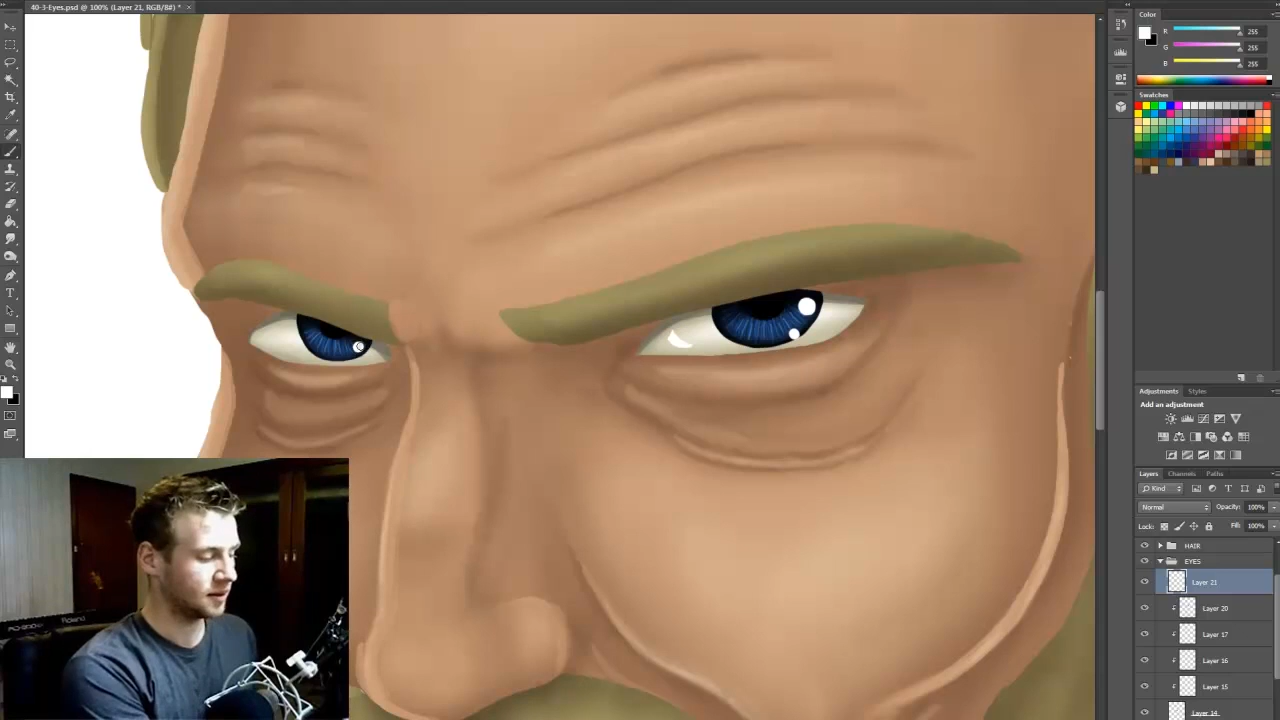 40-3-Eyes.psd @ 100% (Layer 21, RGB/8#) *
Color
R 255
G 255
B 255
Swatches
Adjustments Styles
Add an adjustment
Layers Channels Paths
Kind
Normal Opacity: 100%
Lock: Fill: 100%
HAIR
EYES
Layer 21
Layer 20
Layer 17
Layer 16
Layer 15
Layer 14
Roland